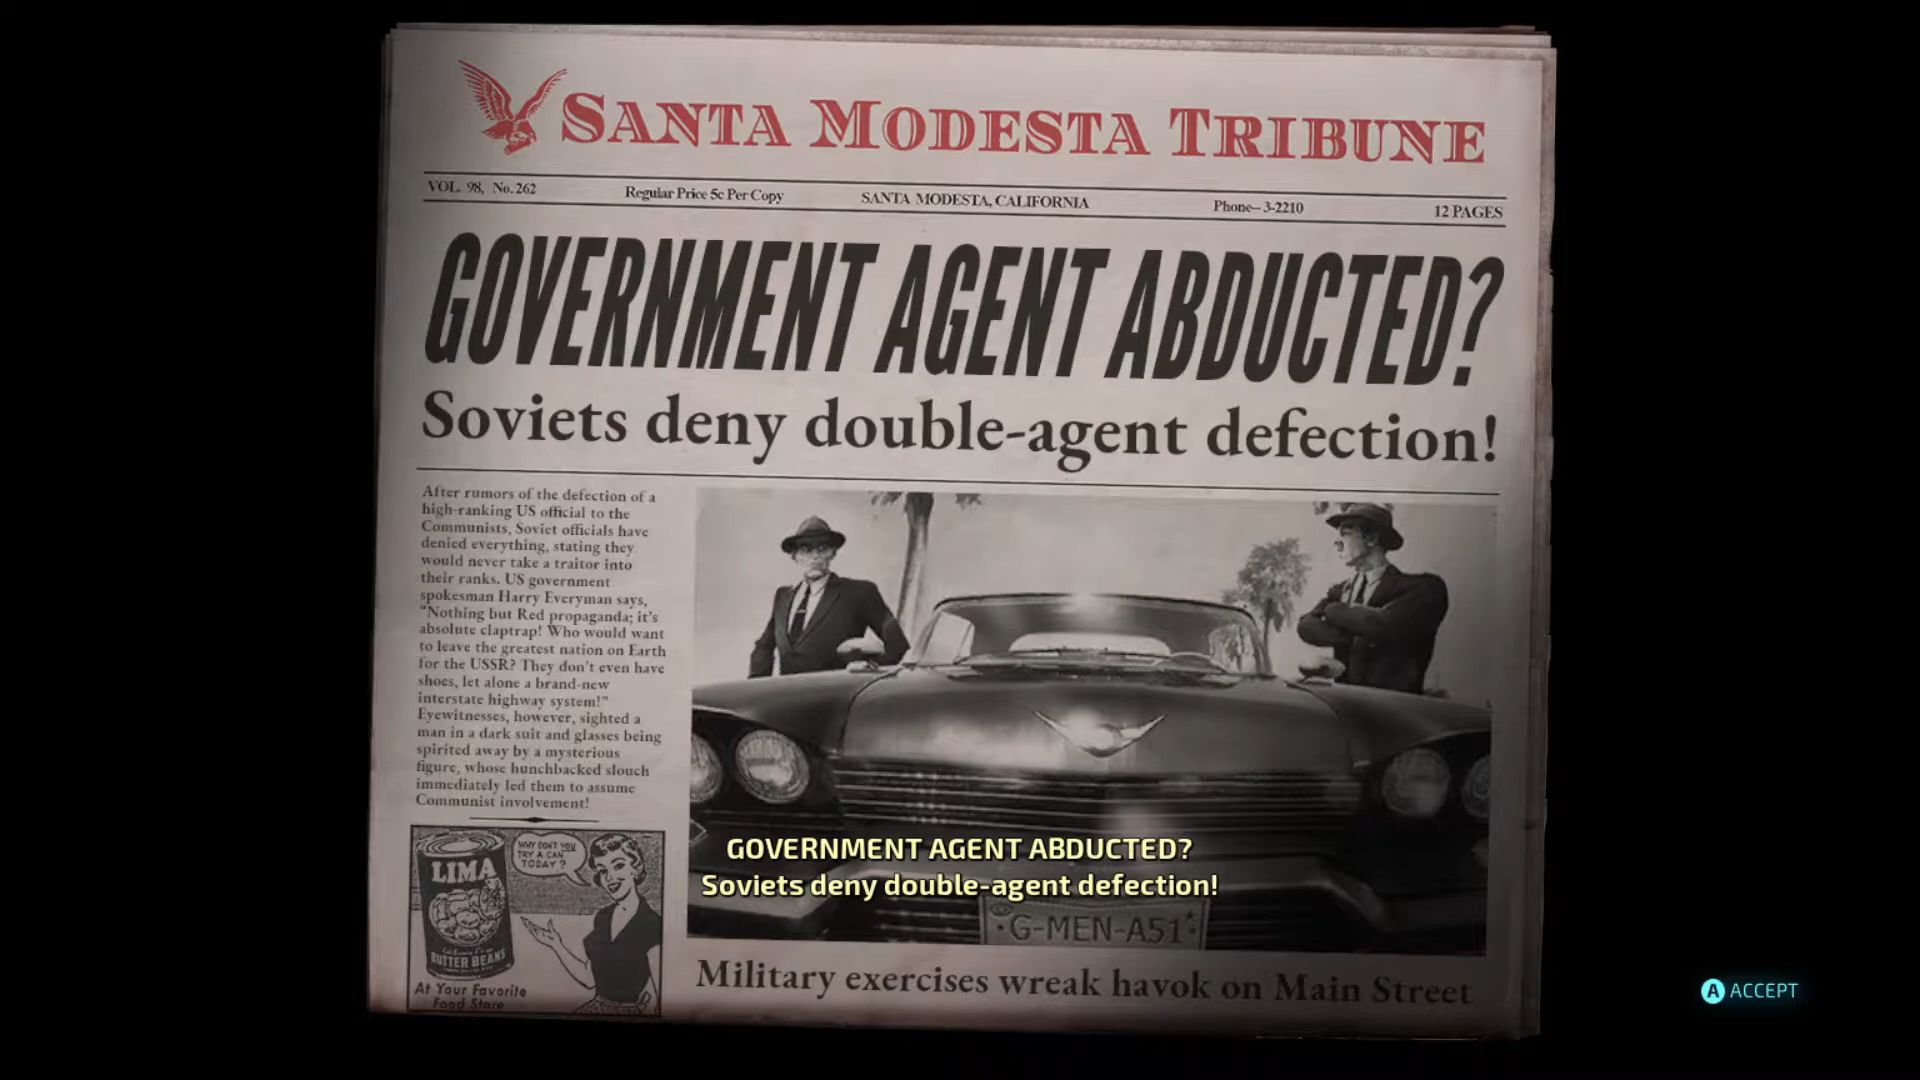 SANTA MODESTA TRIBUNE
VOL. 98, No. 262 Regular Price 5c Per Copy SANTA MODESTA, CALIFORNIA Phone—3-2210 12 PAGES
GOVERNMENT AGENT ABDUCTED?
Soviets deny double-agent defection!
After rumors of the defection of a
high-ranking US official to the
Communists, Soviet officials have
denied everything, stating they
would never take a traitor into
their ranks. US government
spokesman Harry Everyman says,
"Nothing but Red propaganda; it's
absolute claptrap! Who would want
to leave the greatest nation on Earth
for the USSR? They don't even have
shoes, let alone a brand-new
interstate highway system!"
Eyewitnesses, however, sighted a
man in a dark suit and glasses being
spirited away by a mysterious
figure, whose hunchbacked slouch
immediately led them to assume
Communist involvement!
LIMA
BUTTER BEANS
WHY DON'T YOU
TRY A CAN
TODAY?
At Your Favorite
Food Store
GOVERNMENT AGENT ABDUCTED?
Soviets deny double-agent defection!
G-MEN-A51
Military exercises wreak havok on Main Street
A ACCEPT